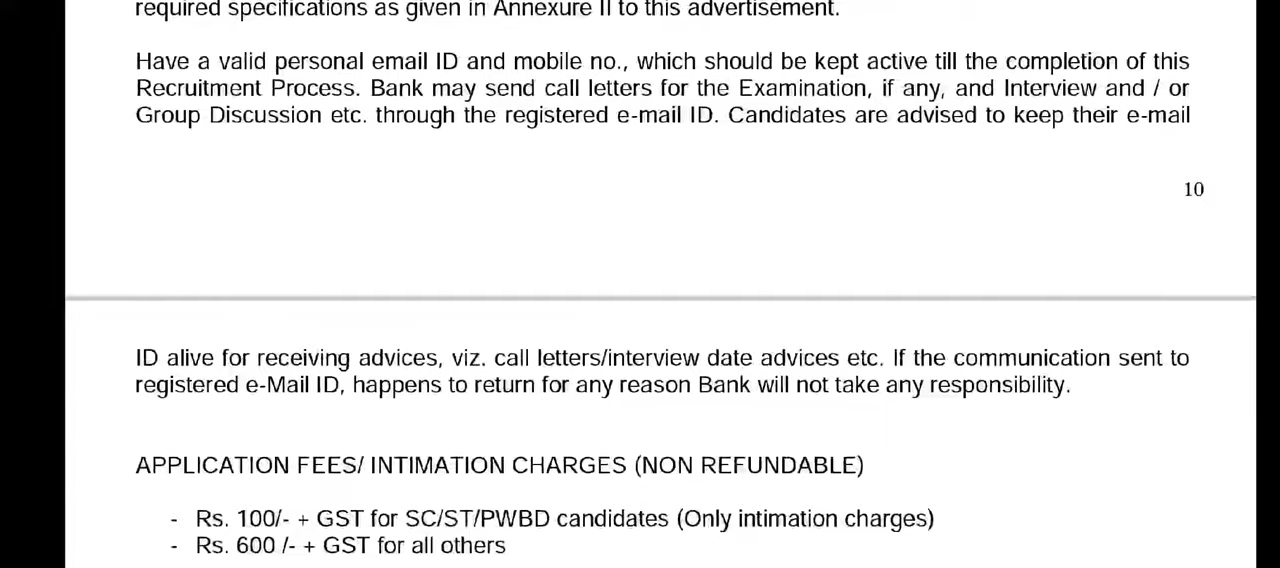 required specifications as given in Annexure II to this advertisement.
Have a valid personal email ID and mobile no., which should be kept active till the completion of this
Recruitment Process. Bank may send call letters for the Examination, if any, and Interview and / or
Group Discussion etc. through the registered e-mail ID. Candidates are advised to keep their e-mail
10
ID alive for receiving advices, viz. call letters/interview date advices etc. If the communication sent to
registered e-Mail ID, happens to return for any reason Bank will not take any responsibility.
APPLICATION FEES/ INTIMATION CHARGES (NON REFUNDABLE)
- Rs. 100/- + GST for SC/ST/PWBD candidates (Only intimation charges)
- Rs. 600 /- + GST for all others